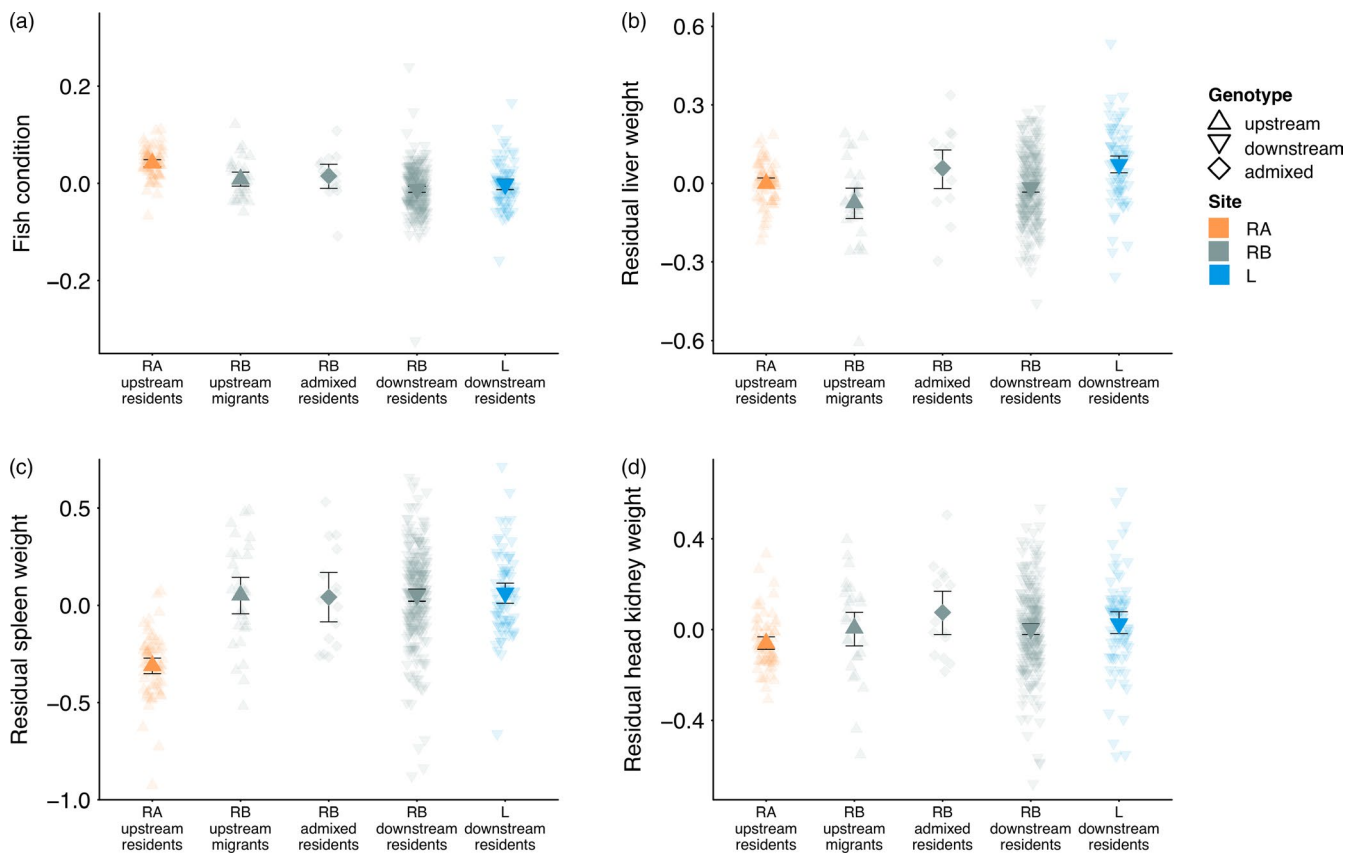 (a)
Fish condition
0.2
0.0
−0.2
RA
upstream
residents
RB
upstream
migrants
RB
admixed
residents
RB
downstream
residents
L
downstream
residents
(b)
Residual liver weight
0.6
0.3
0.0
−0.3
−0.6
RA
upstream
residents
RB
upstream
migrants
RB
admixed
residents
RB
downstream
residents
L
downstream
residents
Genotype
upstream
downstream
admixed
Site
RA
RB
L
(c)
Residual spleen weight
0.5
0.0
−0.5
−1.0
RA
upstream
residents
RB
upstream
migrants
RB
admixed
residents
RB
downstream
residents
L
downstream
residents
(d)
Residual head kidney weight
0.4
0.0
−0.4
RA
upstream
residents
RB
upstream
migrants
RB
admixed
residents
RB
downstream
residents
L
downstream
residents